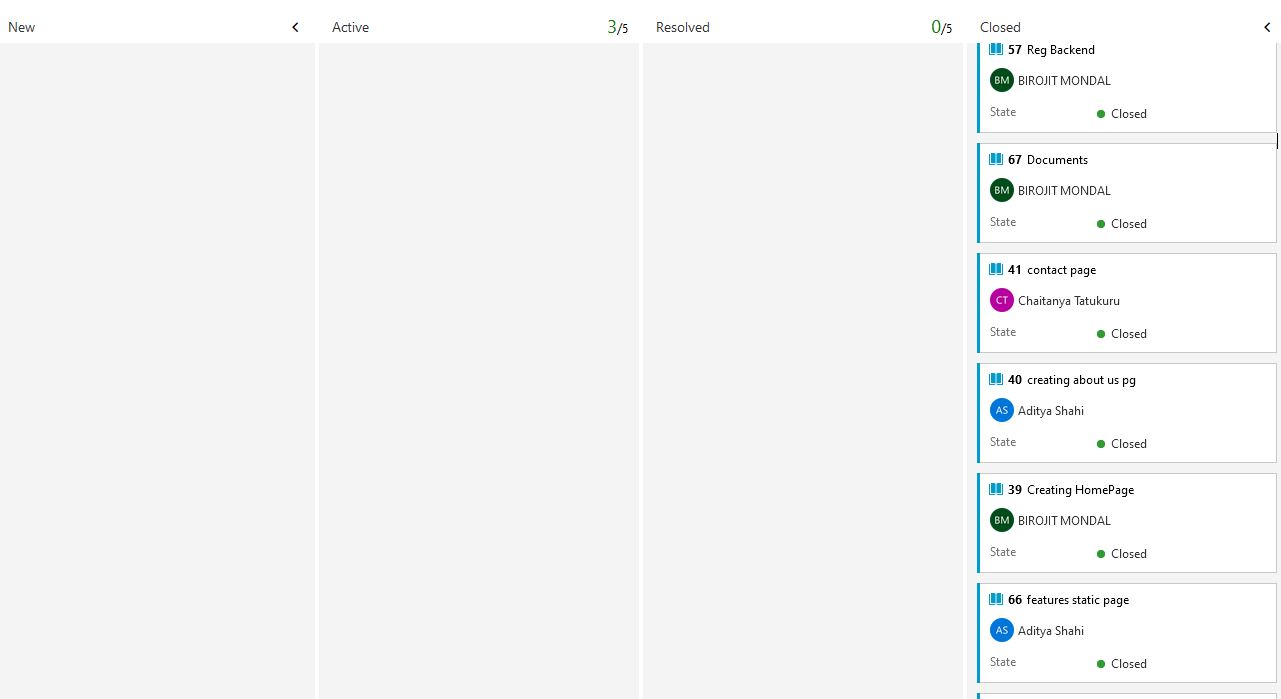 New
Active 3/5
Resolved 0/5
Closed
57 Reg Backend
BM BIROJIT MONDAL
State Closed
67 Documents
BM BIROJIT MONDAL
State Closed
41 contact page
CT Chaitanya Tatukuru
State Closed
40 creating about us pg
AS Aditya Shahi
State Closed
39 Creating HomePage
BM BIROJIT MONDAL
State Closed
66 features static page
AS Aditya Shahi
State Closed